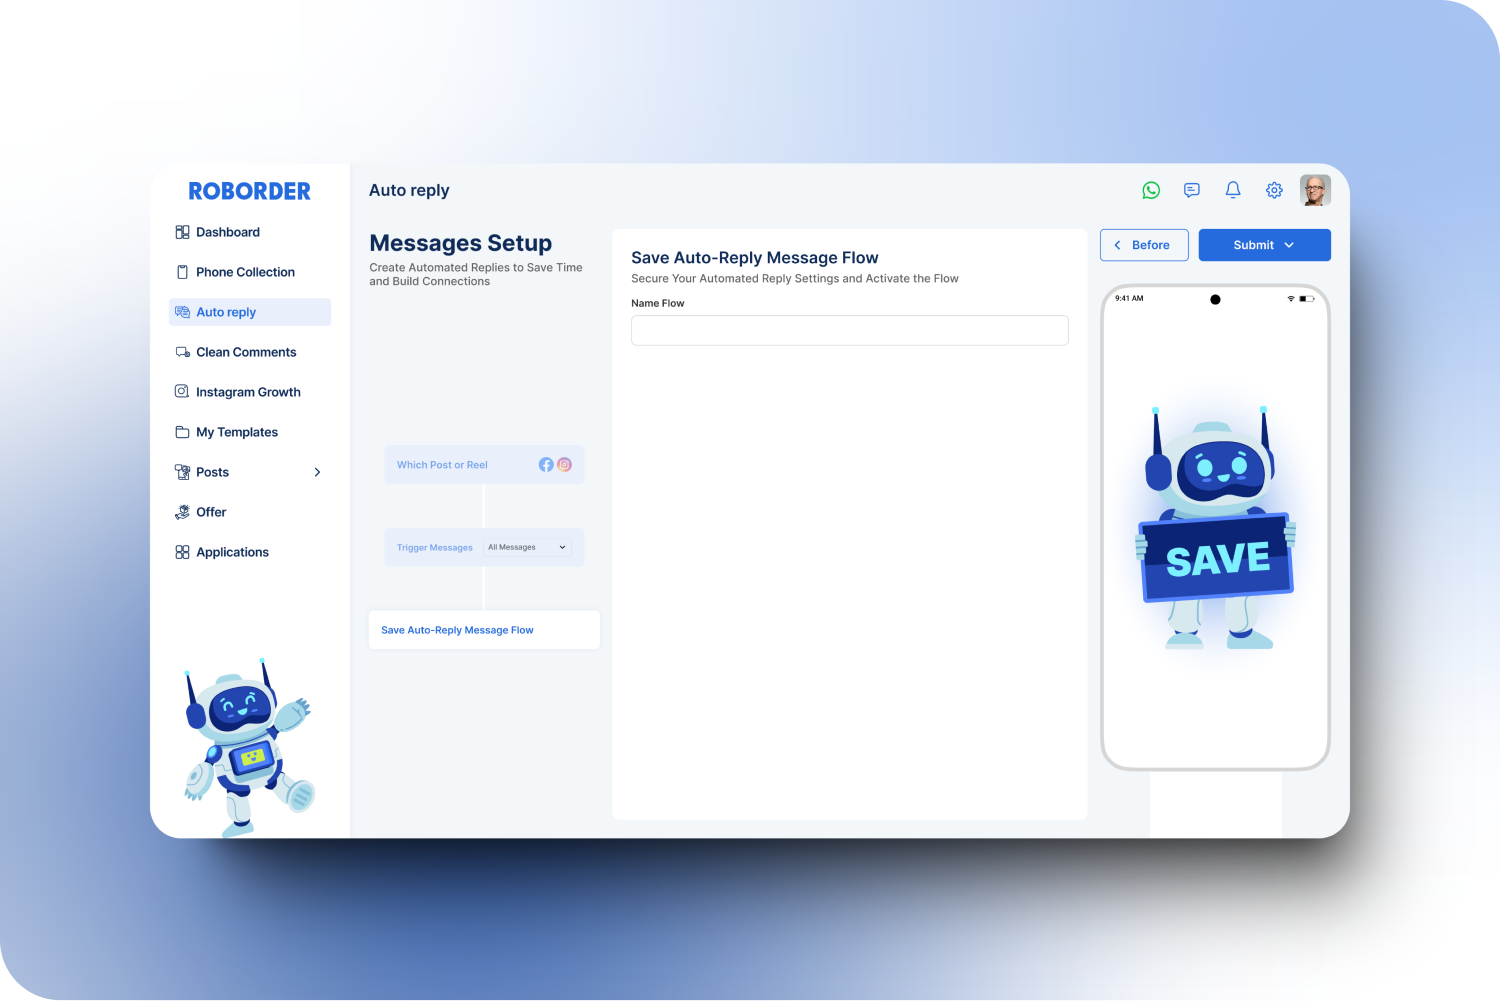 ROBORDER
Dashboard
Phone Collection
Auto reply
Clean Comments
Instagram Growth
My Templates
Posts
Offer
Applications
Auto reply
Messages Setup
Create Automated Replies to Save Time
and Build Connections
Which Post or Reel
Trigger Messages
All Messages
Save Auto-Reply Message Flow
Save Auto-Reply Message Flow
Secure Your Automated Reply Settings and Activate the Flow
Name Flow
Before
Submit
9:41 AM
SAVE